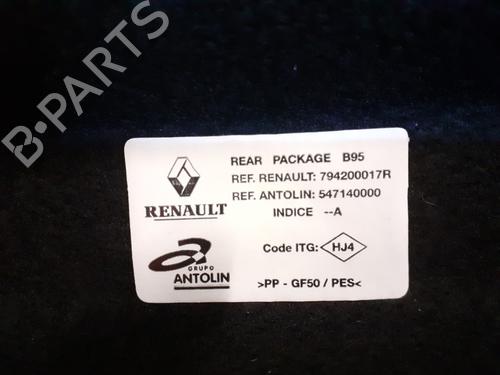 B-PARTS
REAR PACKAGE B95
REF. RENAULT: 794200017R
REF. ANTOLIN: 547140000
INDICE --A
RENAULT
Code ITG: HJ4
GRUPO
ANTOLIN
>PP - GF50 / PES<